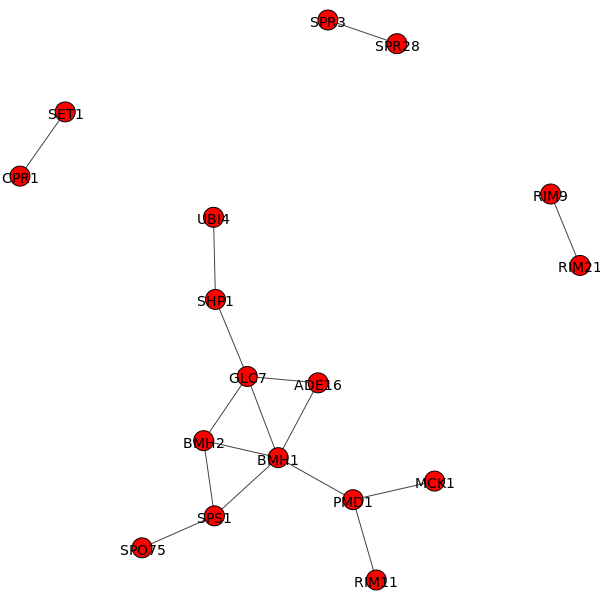 SPR3
SPR28
SET1
CPR1
RIM9
UBI4
RIM21
SHP1
GLC7
ADE16
BMH2
BMH1
MCK1
PMD1
SPS1
SPO75
RIM11